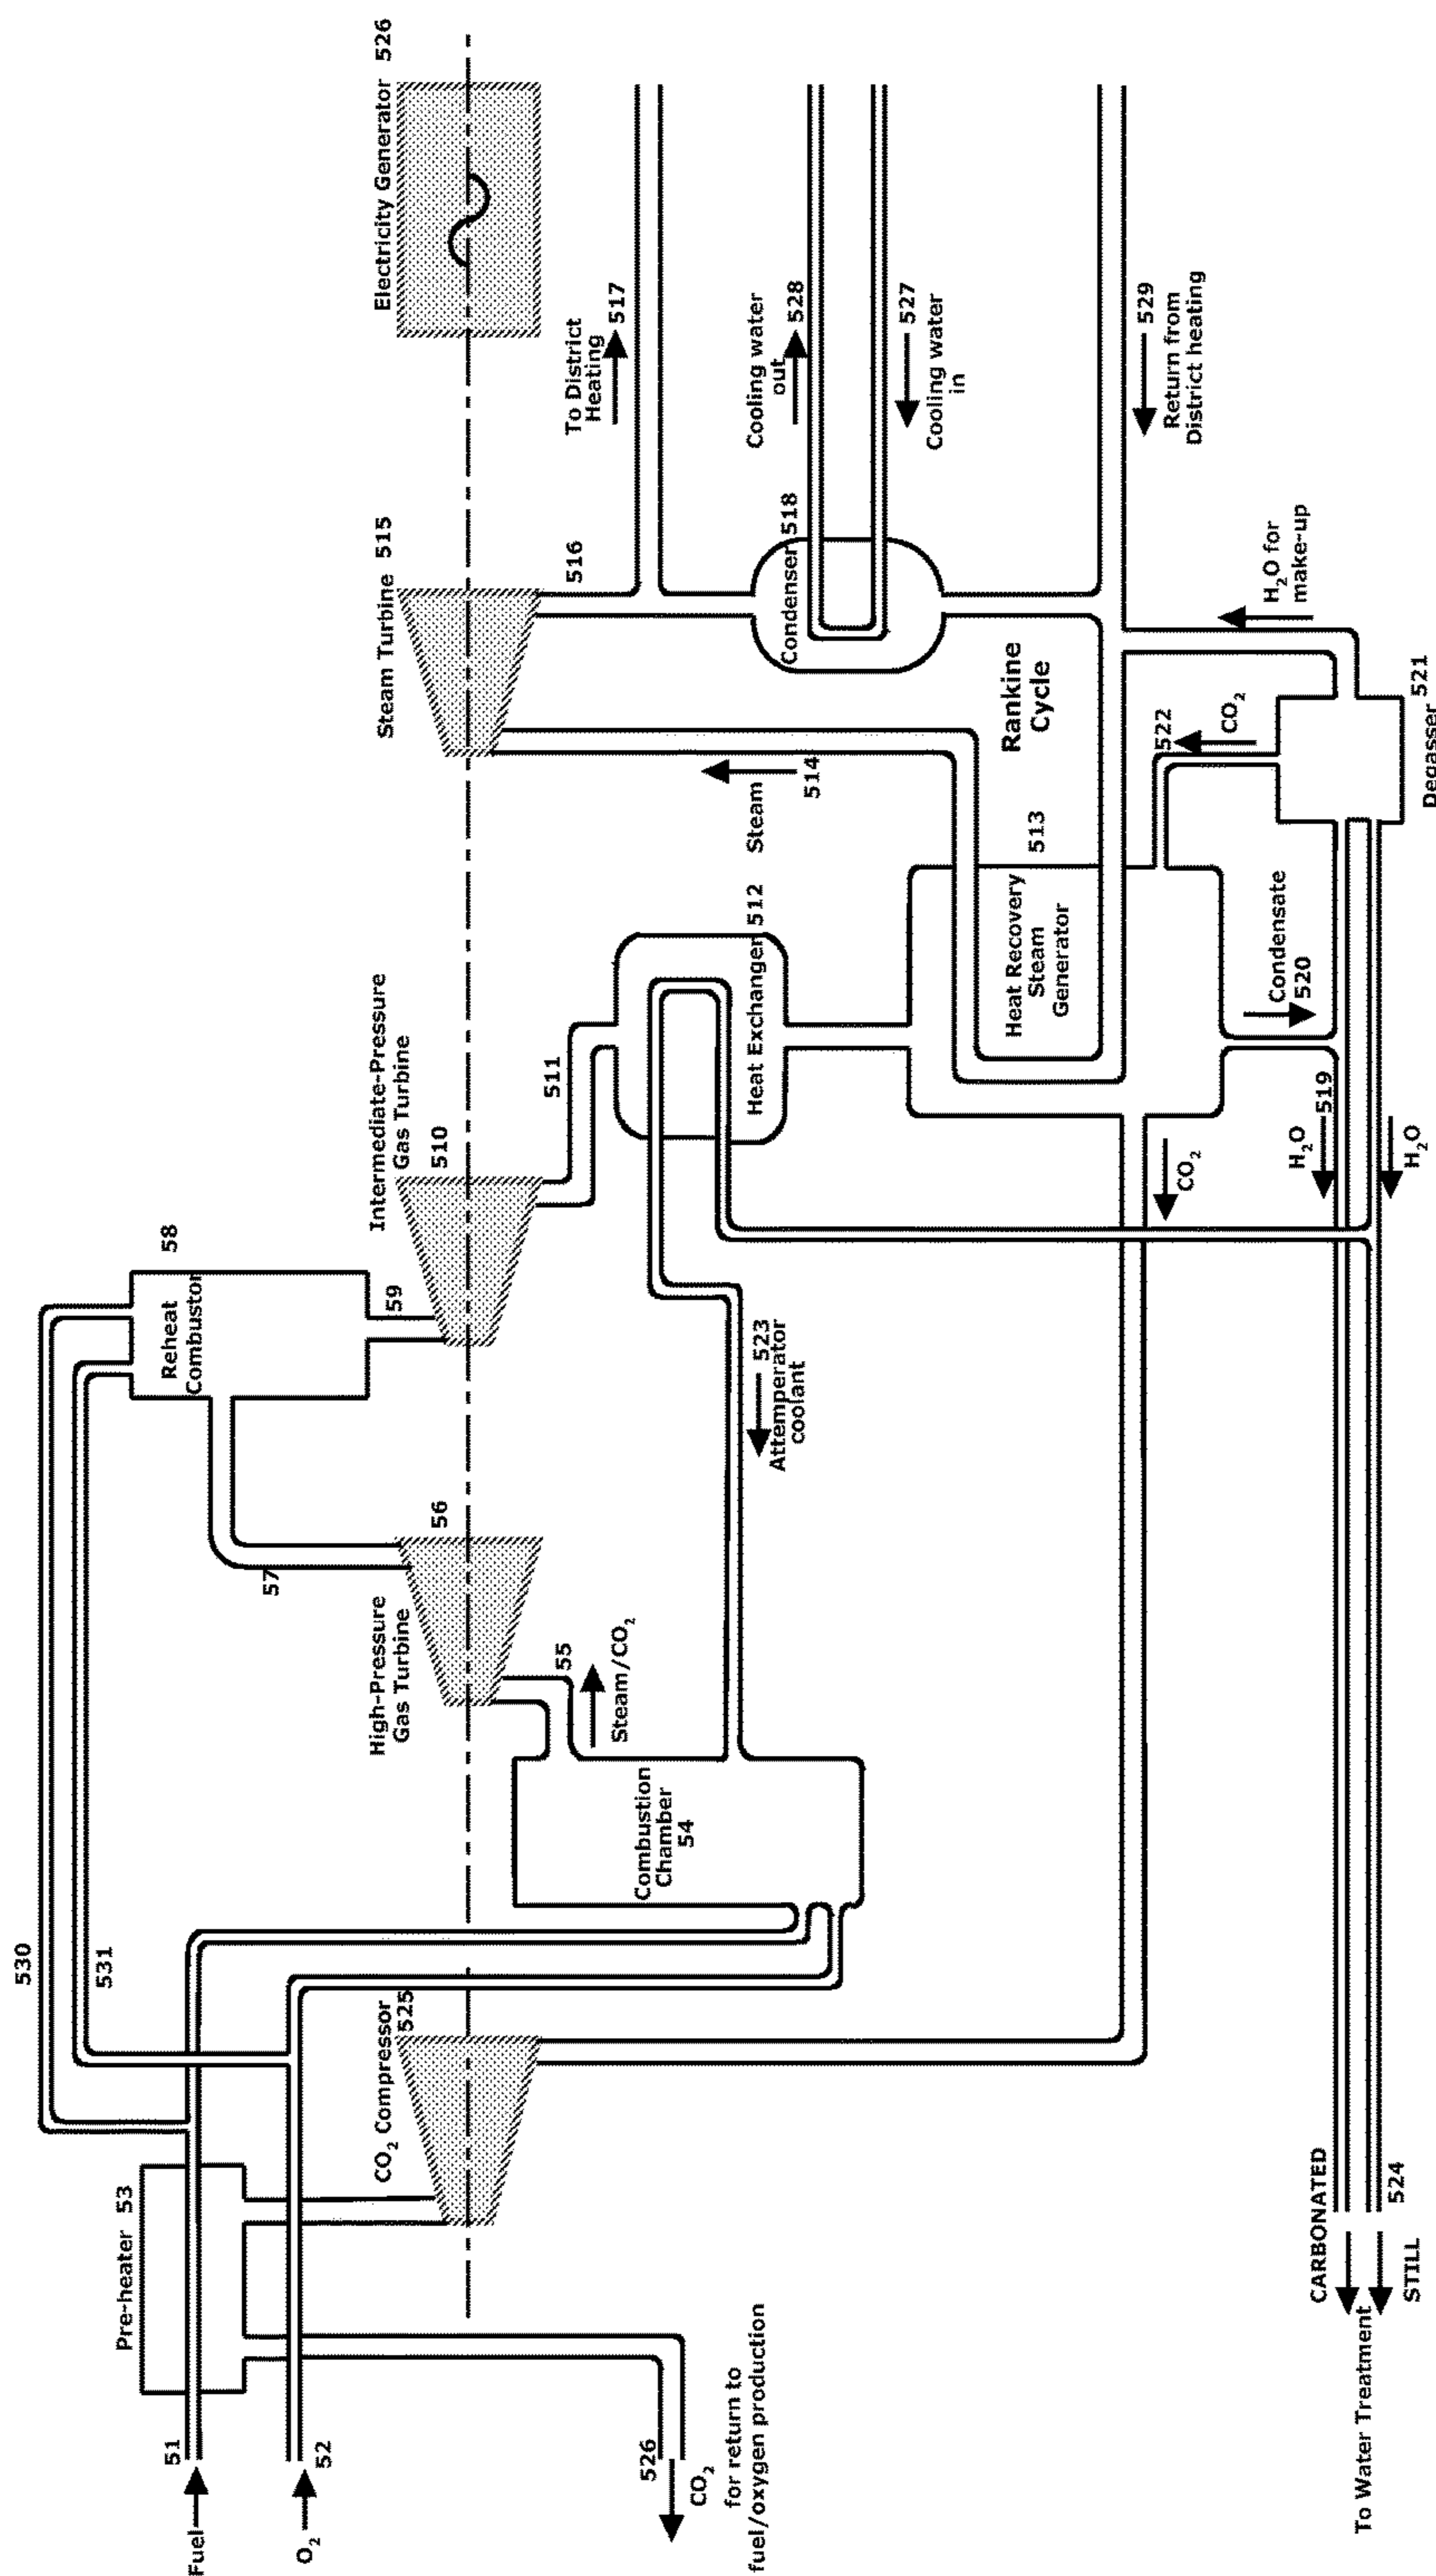 530
531
Fuel
51
O₂
52
Pre-heater 53
526
CO₂
for return to
fuel/oxygen production
CO₂ Compressor
525
Combustion
Chamber
54
55
Steam/CO₂
High-Pressure
Gas Turbine
56
57
Reheat
Combustor
58
59
Intermediate-Pressure
Gas Turbine
510
511
Heat Exchanger 512
523
Attemperator
coolant
Steam Turbine 515
516
Steam
514
Electricity Generator 526
To District
Heating
517
Cooling water
out
528
527
Cooling water
in
Condenser 518
Rankine
Cycle
529
Return from
District heating
Heat Recovery
Steam
Generator
513
522
CO₂
H₂O for
make-up
521
Degasser
Condensate
520
CO₂
H₂O
519
H₂O
CARBONATED
524
STILL
To Water Treatment